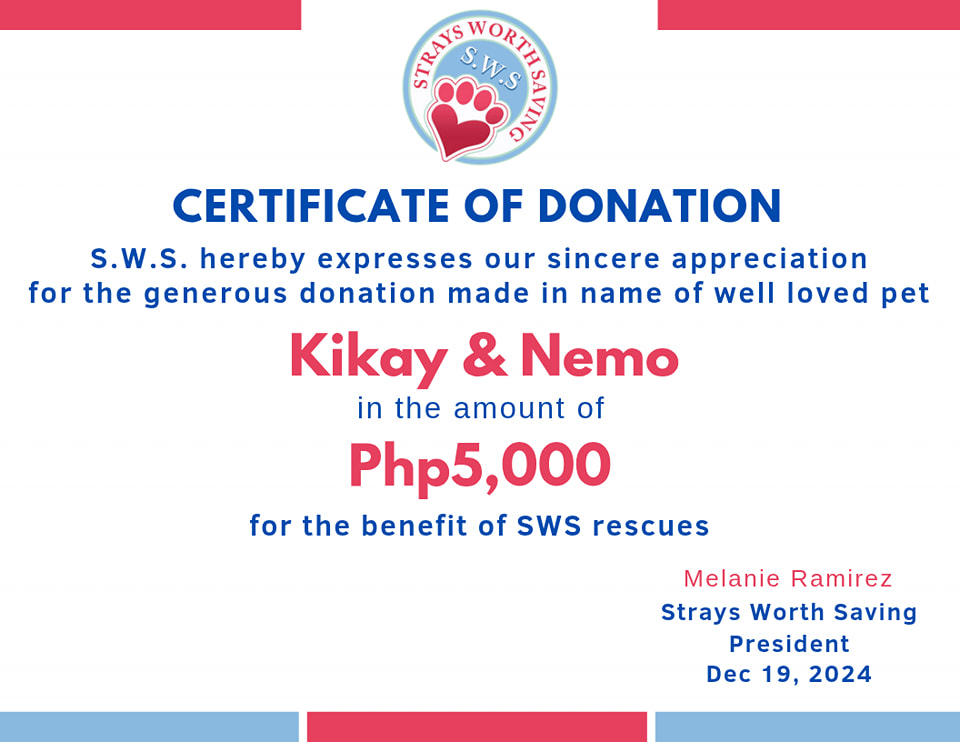 STRAYS WORTH SAVING
S.W.S
CERTIFICATE OF DONATION
S.W.S. hereby expresses our sincere appreciation
for the generous donation made in name of well loved pet
Kikay & Nemo
in the amount of
Php5,000
for the benefit of SWS rescues
Melanie Ramirez
Strays Worth Saving
President
Dec 19, 2024